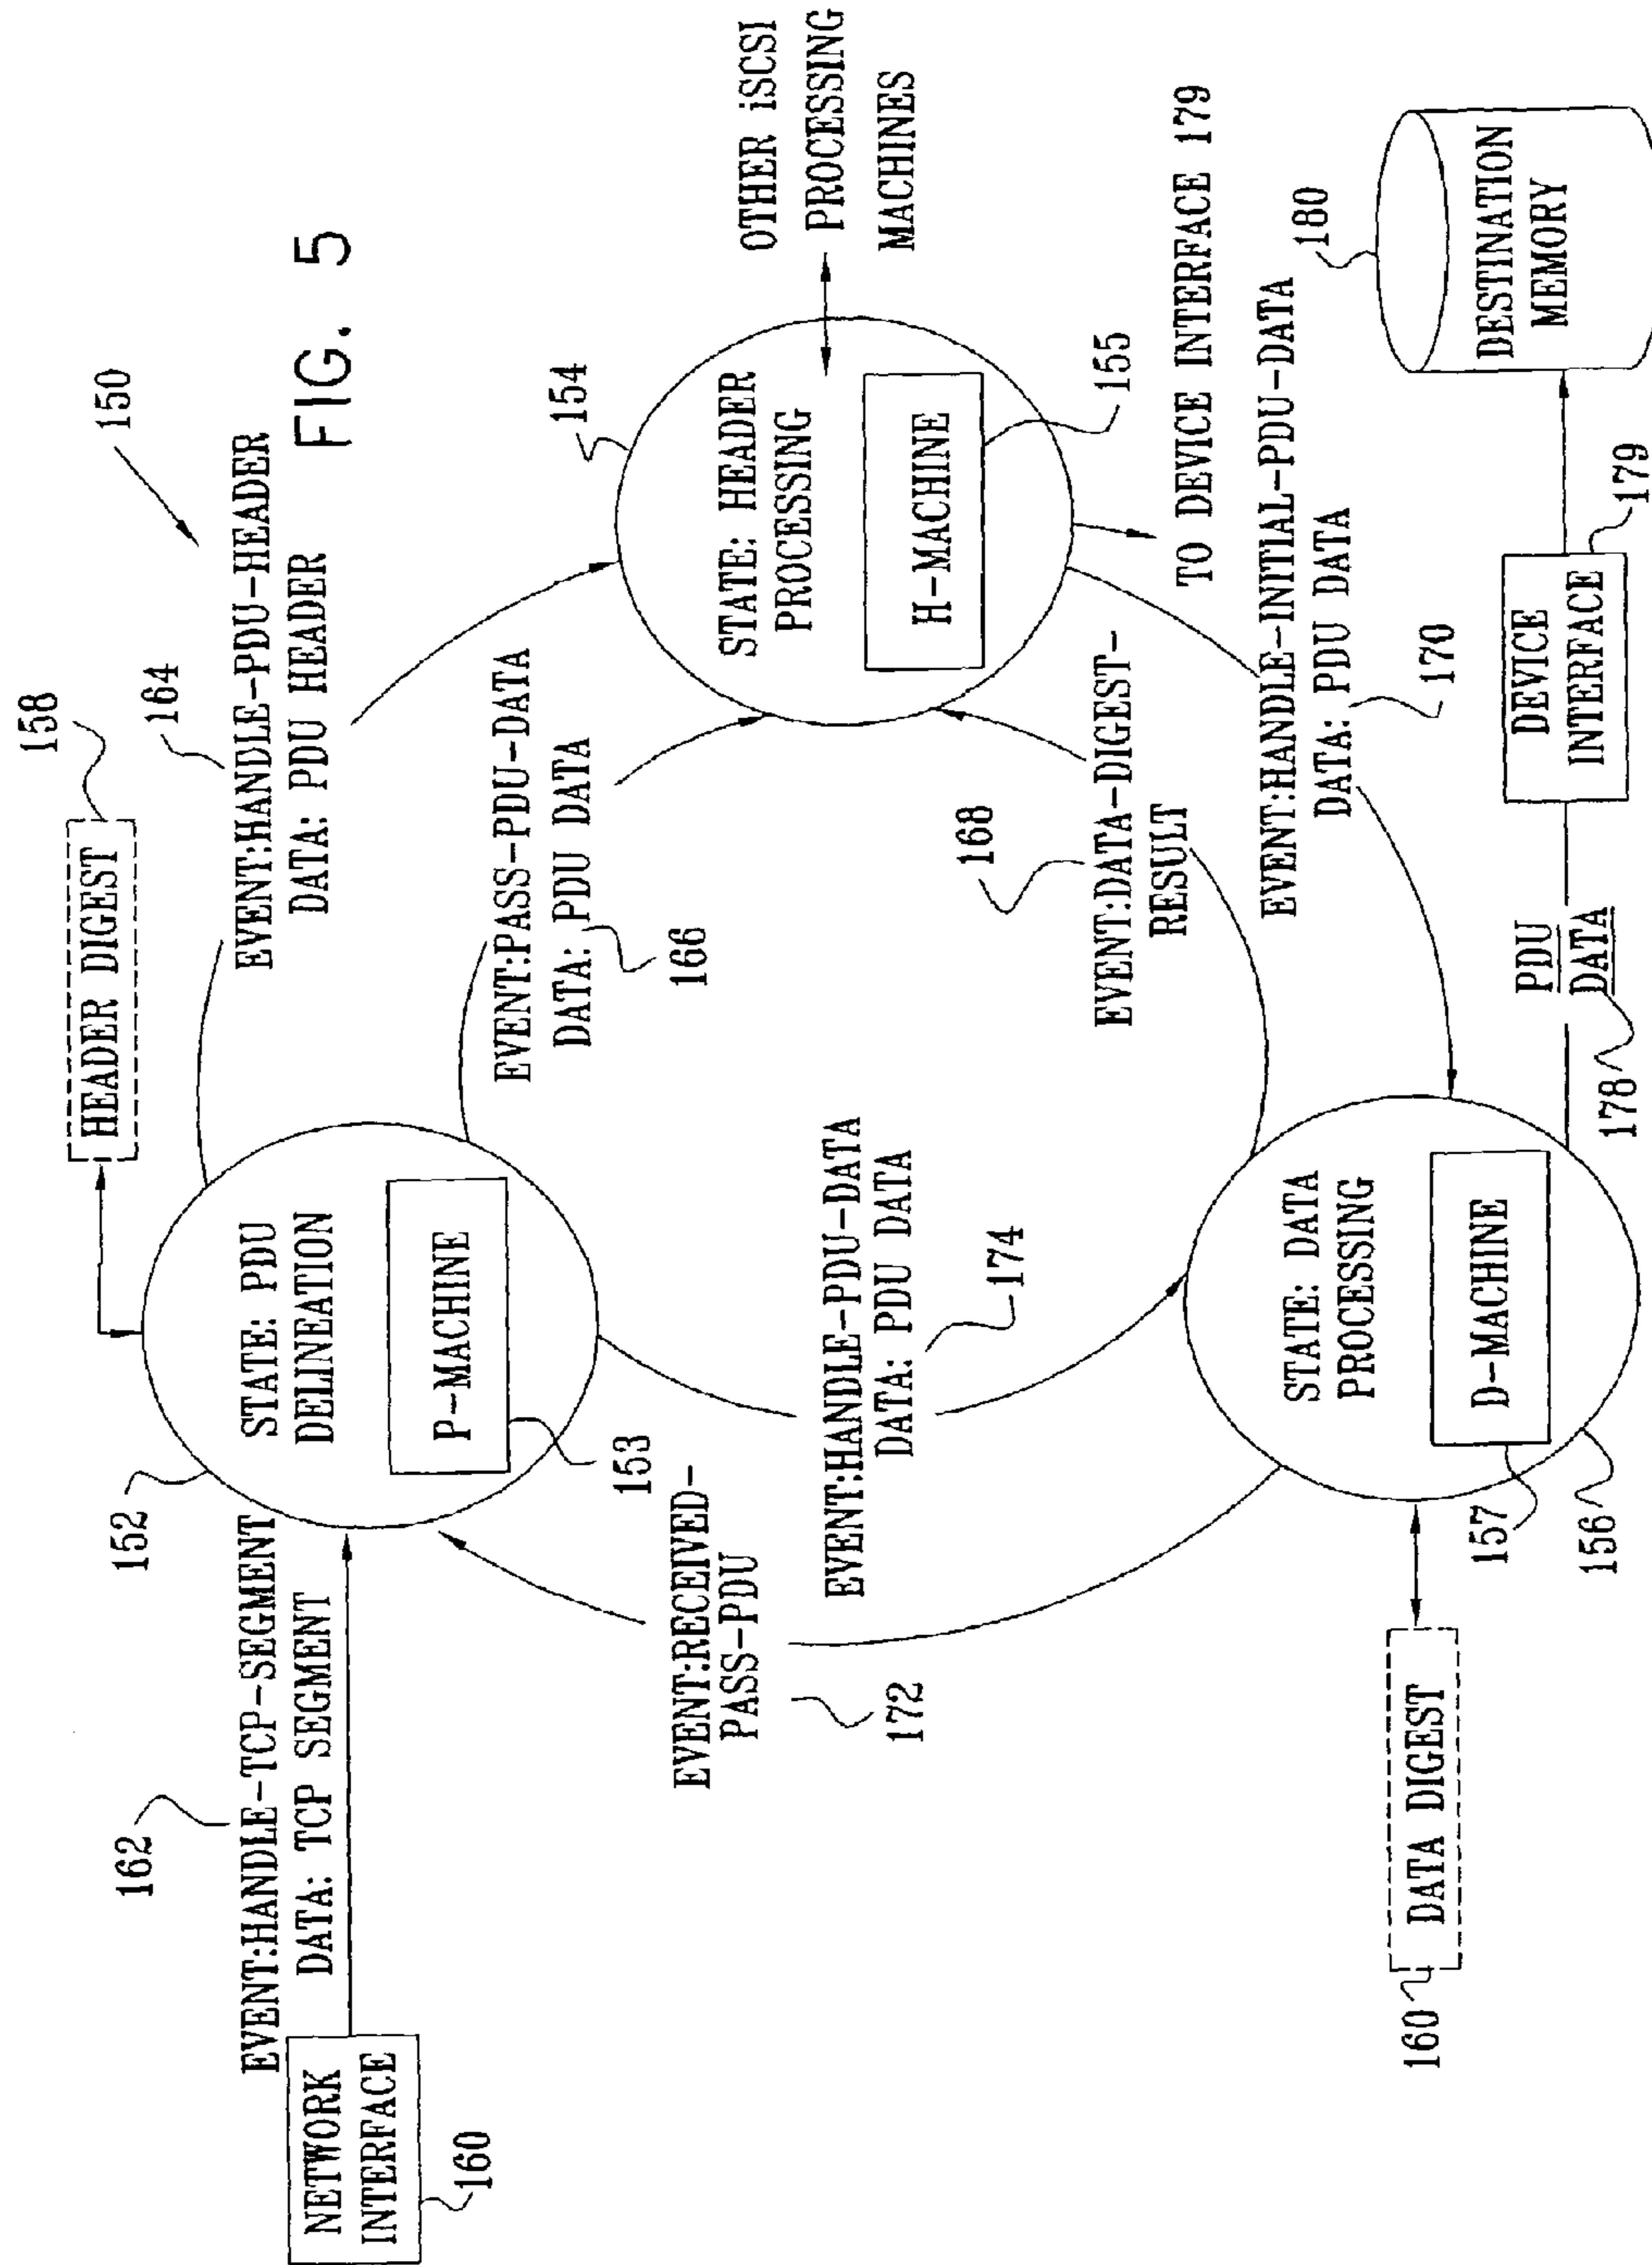 FIG. 5
150
158
HEADER DIGEST
162
EVENT:HANDLE-TCP-SEGMENT
DATA: TCP SEGMENT
NETWORK
INTERFACE
160
152
STATE: PDU
DELINEATION
P-MACHINE
153
164
EVENT:HANDLE-PDU-HEADER
DATA: PDU HEADER
EVENT:PASS-PDU-DATA
DATA: PDU DATA
166
154
STATE: HEADER
PROCESSING
H-MACHINE
155
OTHER iSCSI
PROCESSING
MACHINES
EVENT:RECEIVED-
PASS-PDU
172
EVENT:HANDLE-PDU-DATA
DATA: PDU DATA
174
168
EVENT:DATA-DIGEST-
RESULT
TO DEVICE INTERFACE 179
EVENT:HANDLE-INITIAL-PDU-DATA
DATA: PDU DATA
170
160
DATA DIGEST
STATE: DATA
PROCESSING
D-MACHINE
157
156
PDU
DATA
178
DEVICE
INTERFACE
179
180
DESTINATION
MEMORY